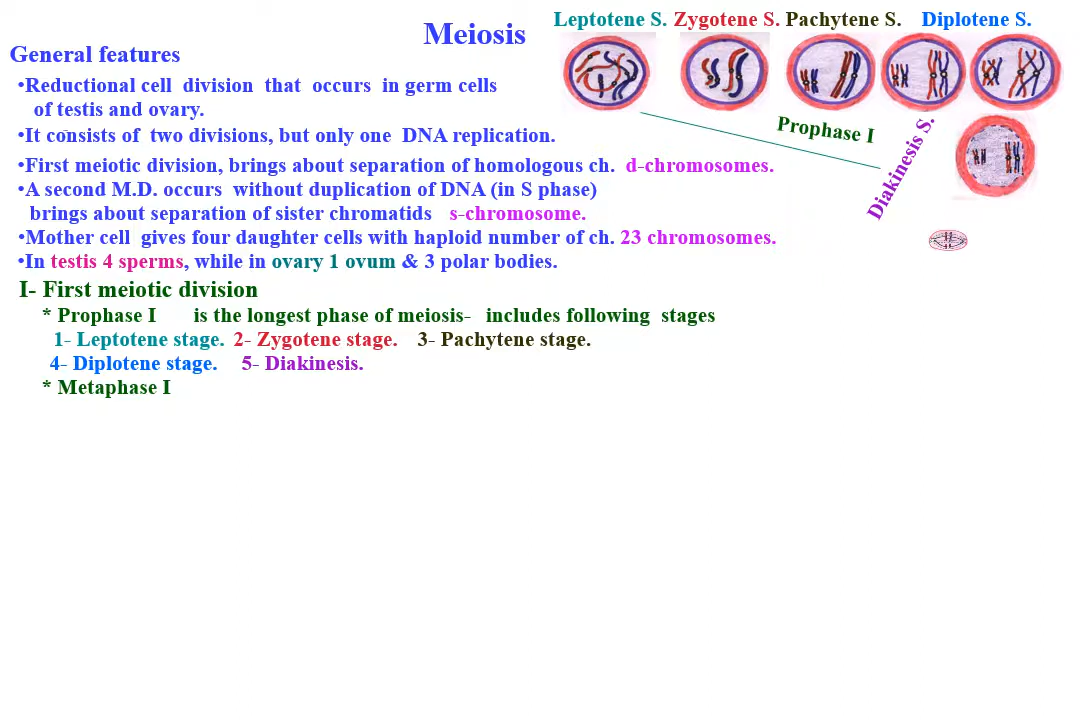 Meiosis
Leptotene S. Zygotene S. Pachytene S. Diplotene S.
General features
•Reductional cell division that occurs in germ cells
of testis and ovary.
•It consists of two divisions, but only one DNA replication.
Prophase I
Diakinesis S.
•First meiotic division, brings about separation of homologous ch. d-chromosomes.
•A second M.D. occurs without duplication of DNA (in S phase)
brings about separation of sister chromatids s-chromosome.
•Mother cell gives four daughter cells with haploid number of ch. 23 chromosomes.
•In testis 4 sperms, while in ovary 1 ovum & 3 polar bodies.
I- First meiotic division
* Prophase I is the longest phase of meiosis- includes following stages
1- Leptotene stage. 2- Zygotene stage. 3- Pachytene stage.
4- Diplotene stage. 5- Diakinesis.
* Metaphase I